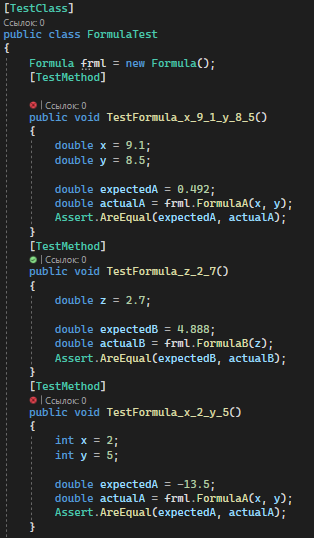 [TestClass]
Ссылок: 0
public class FormulaTest
{
Formula frml = new Formula();
[TestMethod]
| Ссылок: 0
public void TestFormula_x_9_1_y_8_5()
{
double x = 9.1;
double y = 8.5;
double expectedA = 0.492;
double actualA = frml.FormulaA(x, y);
Assert.AreEqual(expectedA, actualA);
}
[TestMethod]
| Ссылок: 0
public void TestFormula_z_2_7()
{
double z = 2.7;
double expectedB = 4.888;
double actualB = frml.FormulaB(z);
Assert.AreEqual(expectedB, actualB);
}
[TestMethod]
| Ссылок: 0
public void TestFormula_x_2_y_5()
{
int x = 2;
int y = 5;
double expectedA = -13.5;
double actualA = frml.FormulaA(x, y);
Assert.AreEqual(expectedA, actualA);
}